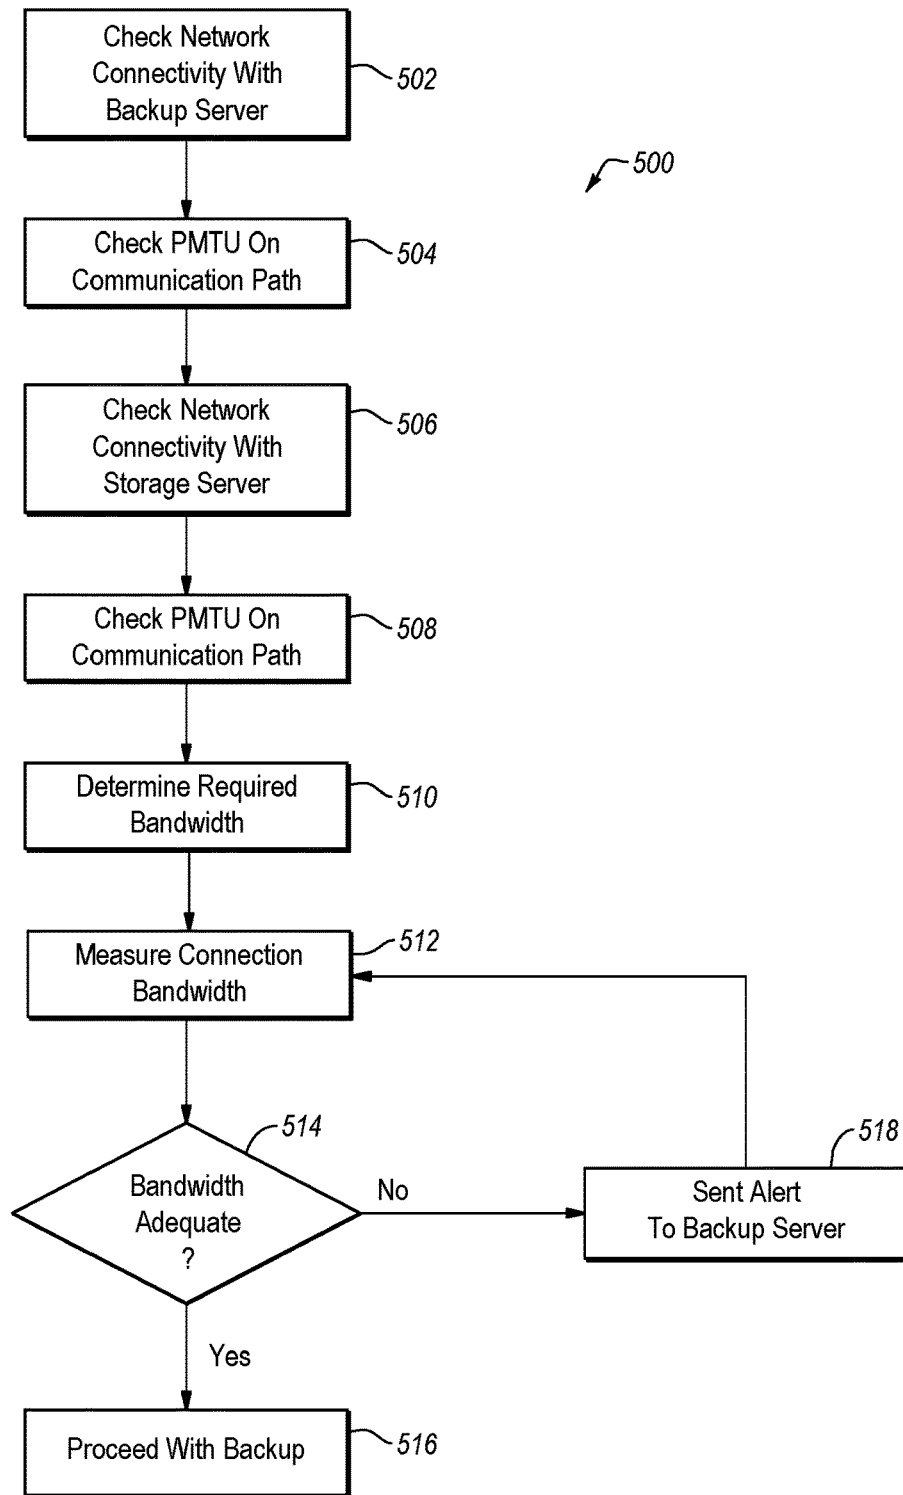 Check Network
Connectivity With
Backup Server
502
500
Check PMTU On
Communication Path
504
Check Network
Connectivity With
Storage Server
506
Check PMTU On
Communication Path
508
Determine Required
Bandwidth
510
Measure Connection
Bandwidth
512
Bandwidth
Adequate
?
514
No
Sent Alert
To Backup Server
518
Yes
Proceed With Backup
516